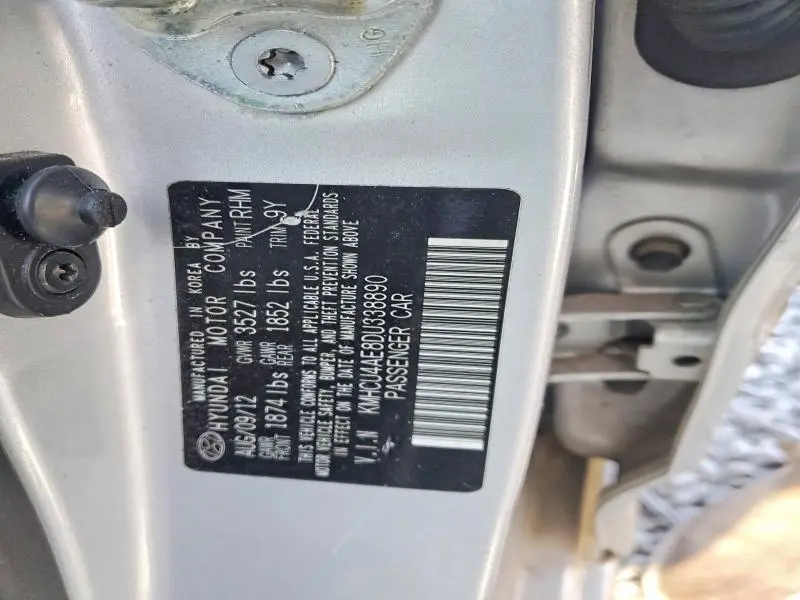 MANUFACTURED IN KOREA BY
HYUNDAI MOTOR COMPANY
AUG/09/12 GVWR 3527 lbs PAINT RHM
GAWR FRONT 1874 lbs GAWR REAR 1852 lbs TRIM 9Y
THIS VEHICLE CONFORMS TO ALL APPLICABLE U.S.A. FEDERAL
MOTOR VEHICLE SAFETY, BUMPER, AND THEFT PREVENTION STANDARDS
IN EFFECT ON THE DATE OF MANUFACTURE SHOWN ABOVE
V.I.N KMHCU4AE8DU338890
PASSENGER CAR
HG